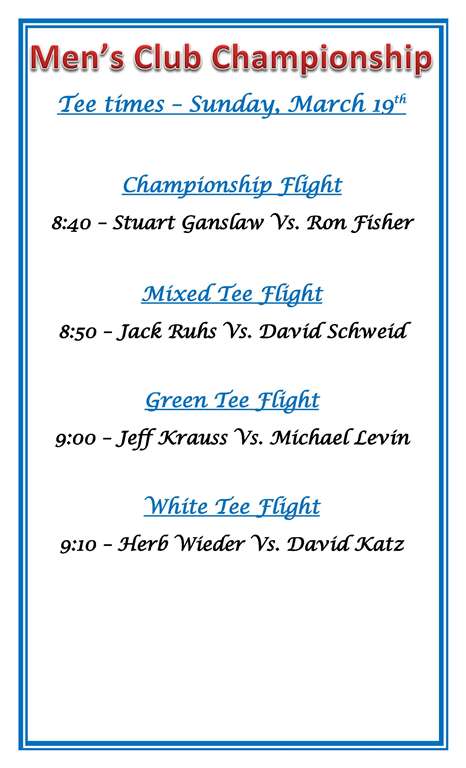 Men's Club Championship
Tee times – Sunday, March 19th
Championship Flight
8:40 – Stuart Ganslaw Vs. Ron Fisher
Mixed Tee Flight
8:50 – Jack Ruhs Vs. David Schweid
Green Tee Flight
9:00 – Jeff Krauss Vs. Michael Levin
White Tee Flight
9:10 – Herb Wieder Vs. David Katz